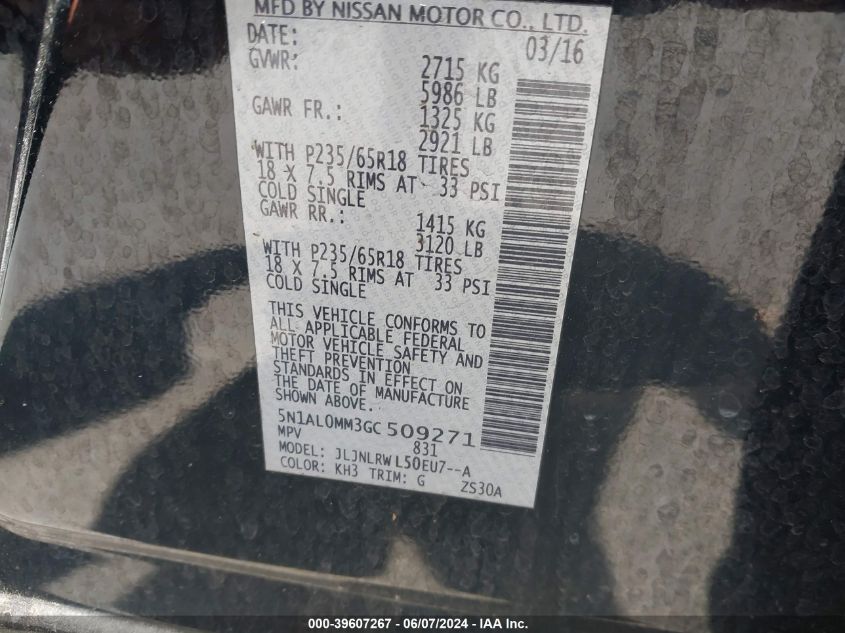 MFD BY NISSAN MOTOR CO., LTD.
DATE: 03/16
GVWR: 2715 KG
5986 LB
GAWR FR.: 1325 KG
2921 LB
WITH P235/65R18 TIRES
18 X 7.5 RIMS AT 33 PSI
COLD SINGLE
GAWR RR.: 1415 KG
3120 LB
WITH P235/65R18 TIRES
18 X 7.5 RIMS AT 33 PSI
COLD SINGLE
THIS VEHICLE CONFORMS TO
ALL APPLICABLE FEDERAL
MOTOR VEHICLE SAFETY AND
THEFT PREVENTION
STANDARDS IN EFFECT ON
THE DATE OF MANUFACTURE
SHOWN ABOVE.
5N1AL0MM3GC 509271
MPV 831
MODEL: JLJNLRW L50EU7--A
COLOR: KH3 TRIM: G ZS30A
000-39607267 - 06/07/2024 - IAA Inc.